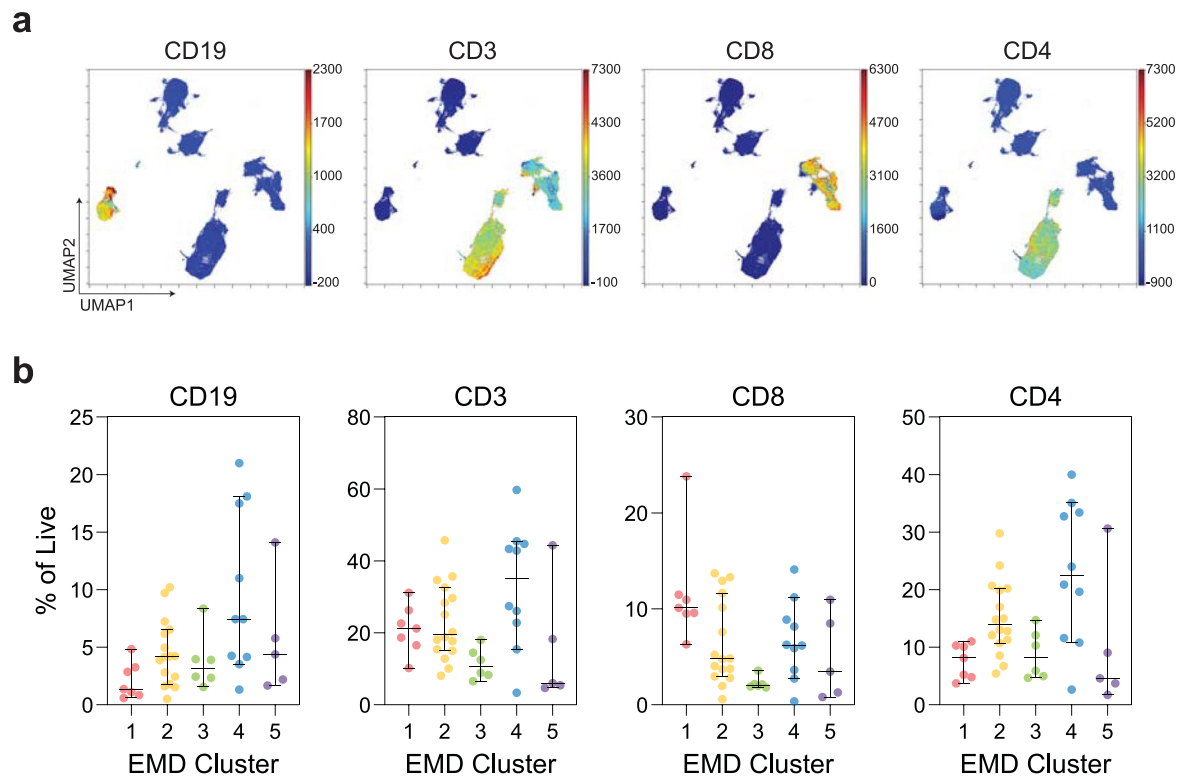 a
CD19 CD3 CD8 CD4
2300 7300 6300 7300
1700 4300 4700 5200
1000 3600 3100 3200
400 1700 1600 1100
-200 -100 0 -900
UMAP2
UMAP1
b
CD19 CD3 CD8 CD4
% of Live
25 80 30 50
20 60 20 40
15 40 10 30
10 20 0 20
5 0 10
0 0
1 2 3 4 5 1 2 3 4 5 1 2 3 4 5 1 2 3 4 5
EMD Cluster EMD Cluster EMD Cluster EMD Cluster